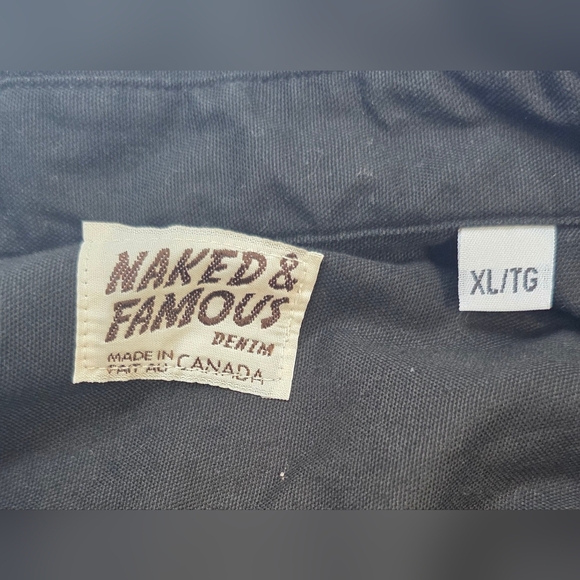 NAKED &
FAMOUS
DENIM
MADE IN
FAIT AU CANADA
XL/TG